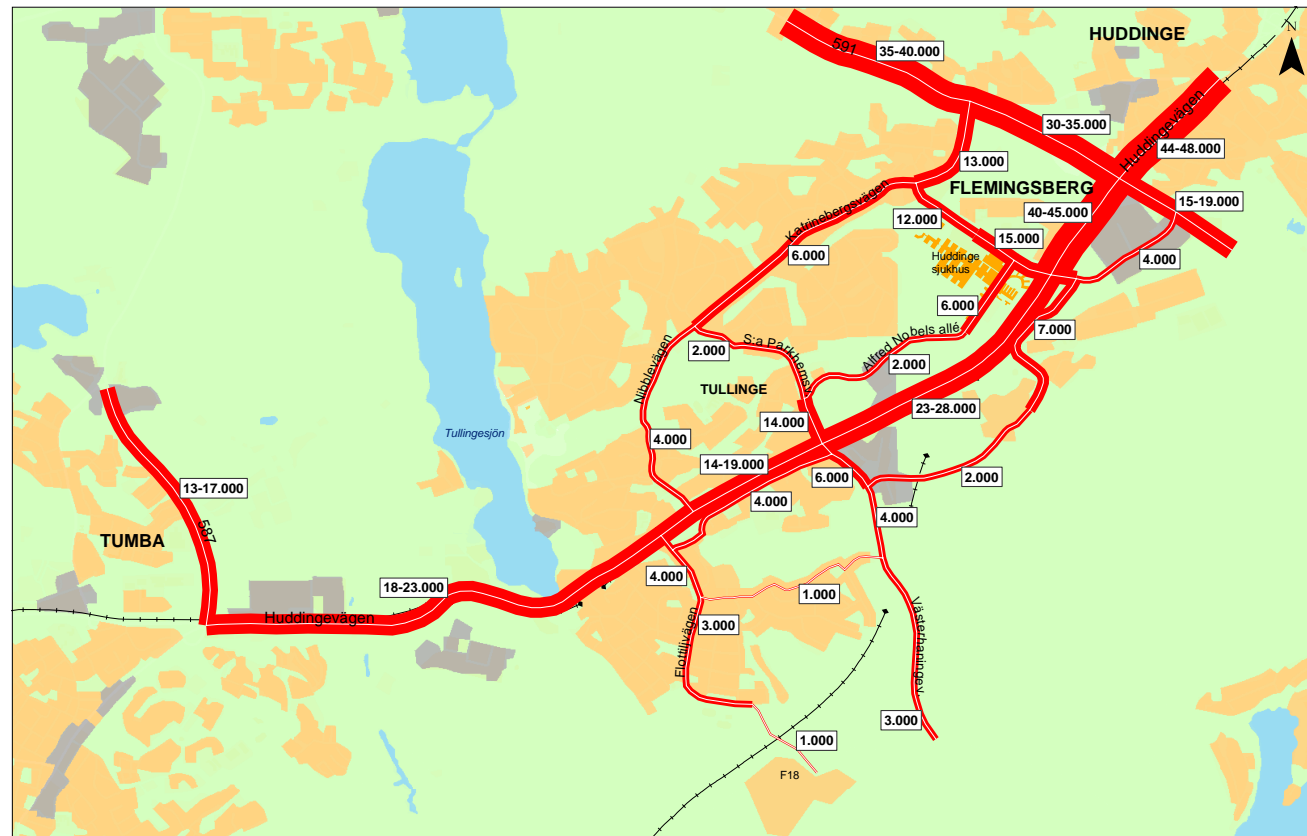 HUDDINGE
N
591
35-40.000
30-35.000
Huddingevägen
44-48.000
13.000
FLEMINGSBERG
15-19.000
Katrinebergsvägen
12.000
40-45.000
15.000
Huddinge
sjukhus
4.000
6.000
6.000
7.000
Alfred Nobels allé
2.000
S:a Parkhemsv.
2.000
Nibblevägen
TULLINGE
23-28.000
14.000
Tullingesjön
4.000
14-19.000
6.000
2.000
4.000
13-17.000
4.000
587
TUMBA
18-23.000
4.000
1.000
Huddingevägen
3.000
Flottiljvägen
Västerhaningev.
3.000
1.000
F18